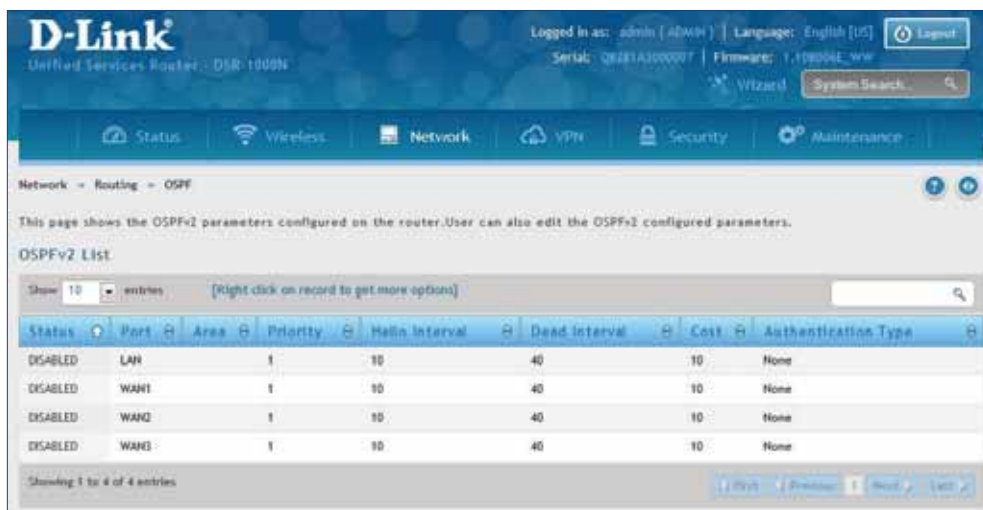 D-Link
Unified Services Router - DSR-1000N
Logged in as: admin ( ADMIN ) | Language: English [US]
Logout
Serial: | Firmware:
Wizard
System Search...
Status
Wireless
Network
VPN
Security
Maintenance
Network » Routing » OSPF
This page shows the OSPFv2 parameters configured on the router.User can also edit the OSPFv2 configured parameters.
OSPFv2 List
Show 10 entries [Right click on record to get more options]
Status Port Area Priority Hello Interval Dead Interval Cost Authentication Type
DISABLED LAN 1 10 40 10 None
DISABLED WAN1 1 10 40 10 None
DISABLED WAN2 1 10 40 10 None
DISABLED WAN3 1 10 40 10 None
Showing 1 to 4 of 4 entries
First Previous 1 Next Last